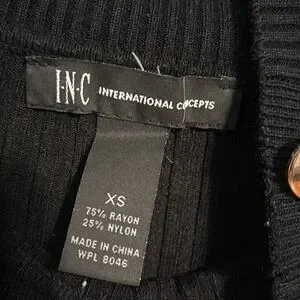 I·N·C INTERNATIONAL CONCEPTS
XS
75% RAYON
25% NYLON
MADE IN CHINA
WPL 8046